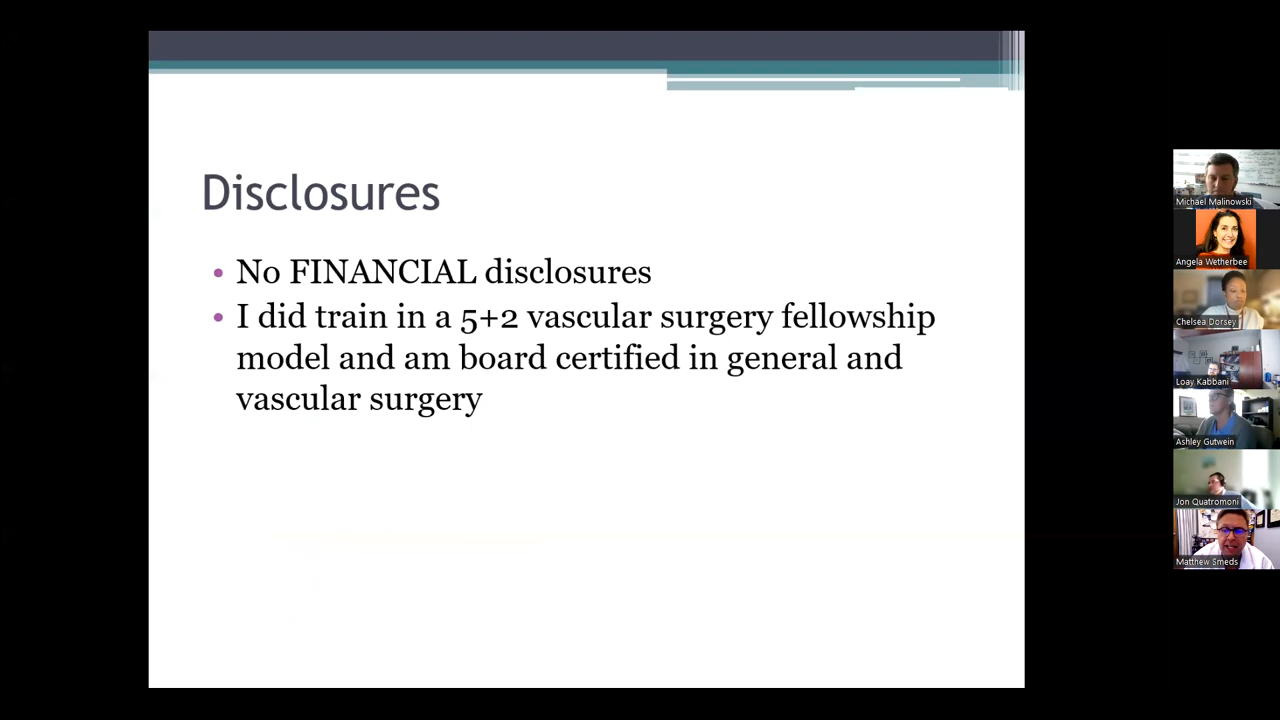 Disclosures
• No FINANCIAL disclosures
• I did train in a 5+2 vascular surgery fellowship
model and am board certified in general and
vascular surgery
Michael Malinowski
Angela Wetherbee
Chelsea Dorsey
Loay Kabbani
Ashley Gutwein
Jon Quatromoni
Matthew Smeds